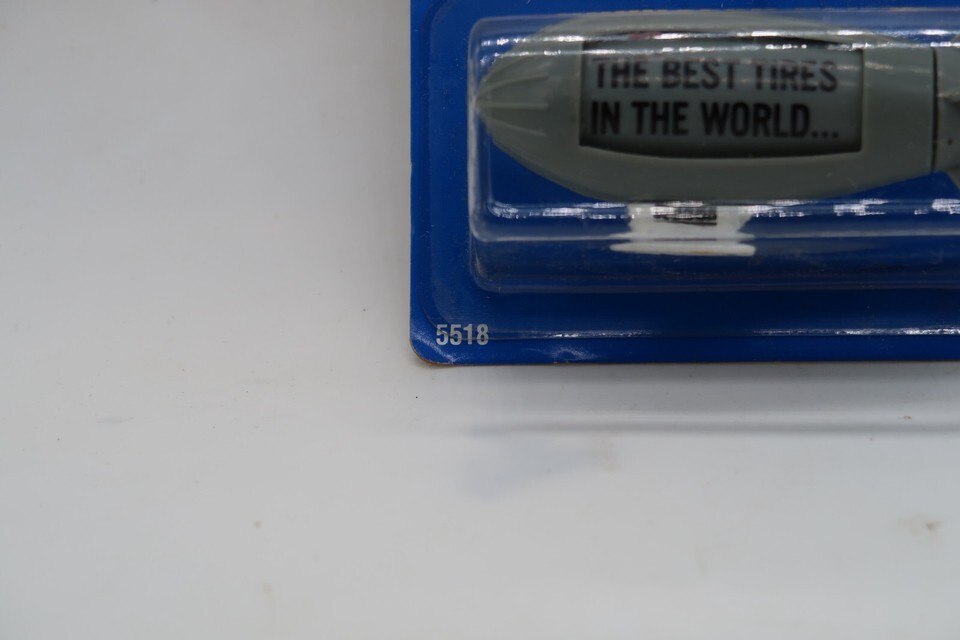 THE BEST TIRES
IN THE WORLD...
5518